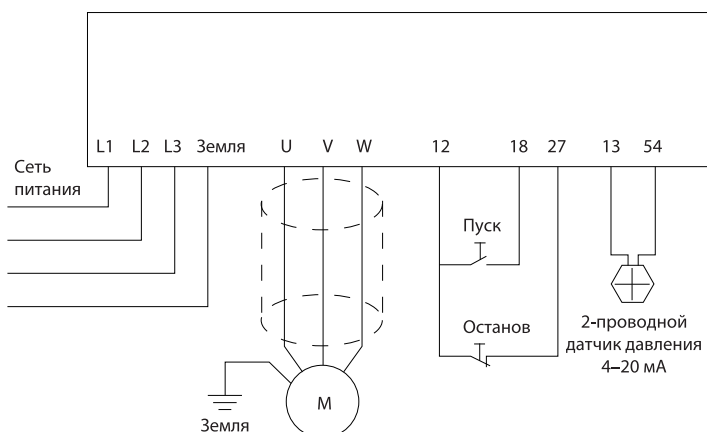 L1 L2 L3 Земля U V W 12 18 27 13 54
Сеть
питания
Пуск
Останов
2-проводной
датчик давления
4–20 мА
M
Земля